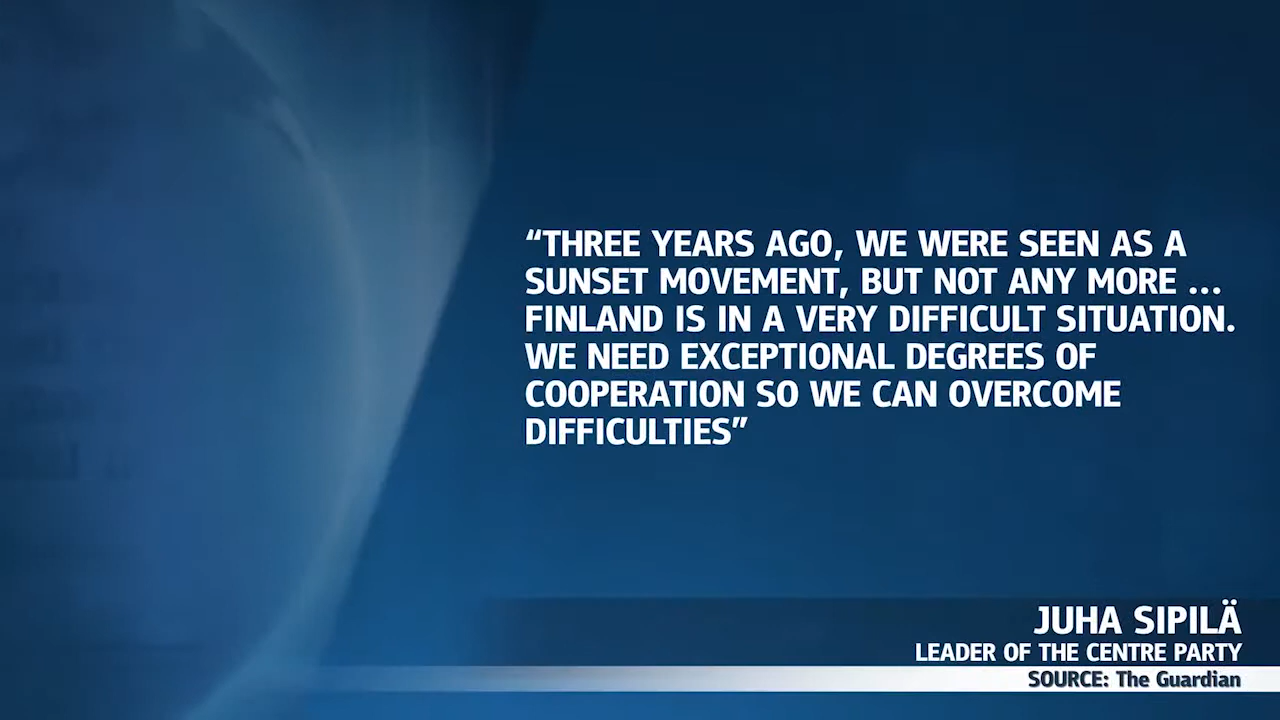 “THREE YEARS AGO, WE WERE SEEN AS A
SUNSET MOVEMENT, BUT NOT ANY MORE ...
FINLAND IS IN A VERY DIFFICULT SITUATION.
WE NEED EXCEPTIONAL DEGREES OF
COOPERATION SO WE CAN OVERCOME
DIFFICULTIES”
JUHA SIPILÄ
LEADER OF THE CENTRE PARTY
SOURCE: The Guardian